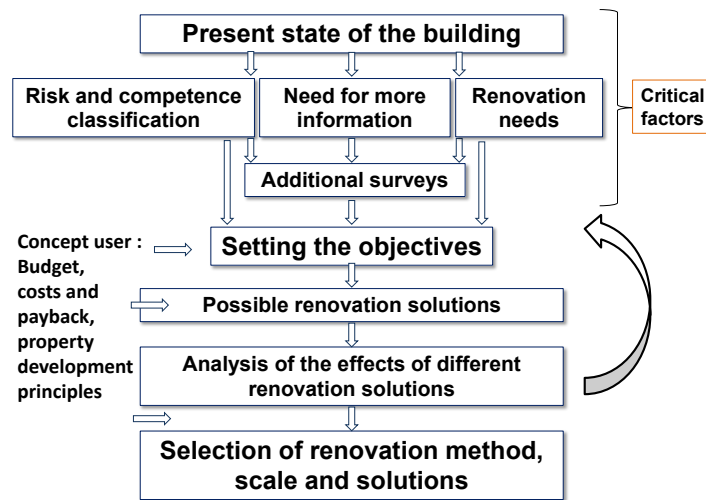 Present state of the building
Risk and competence
classification
Need for more
information
Renovation
needs
Critical
factors
Additional surveys
Setting the objectives
Concept user :
Budget,
costs and
payback,
property
development
principles
Possible renovation solutions
Analysis of the effects of different
renovation solutions
Selection of renovation method,
scale and solutions